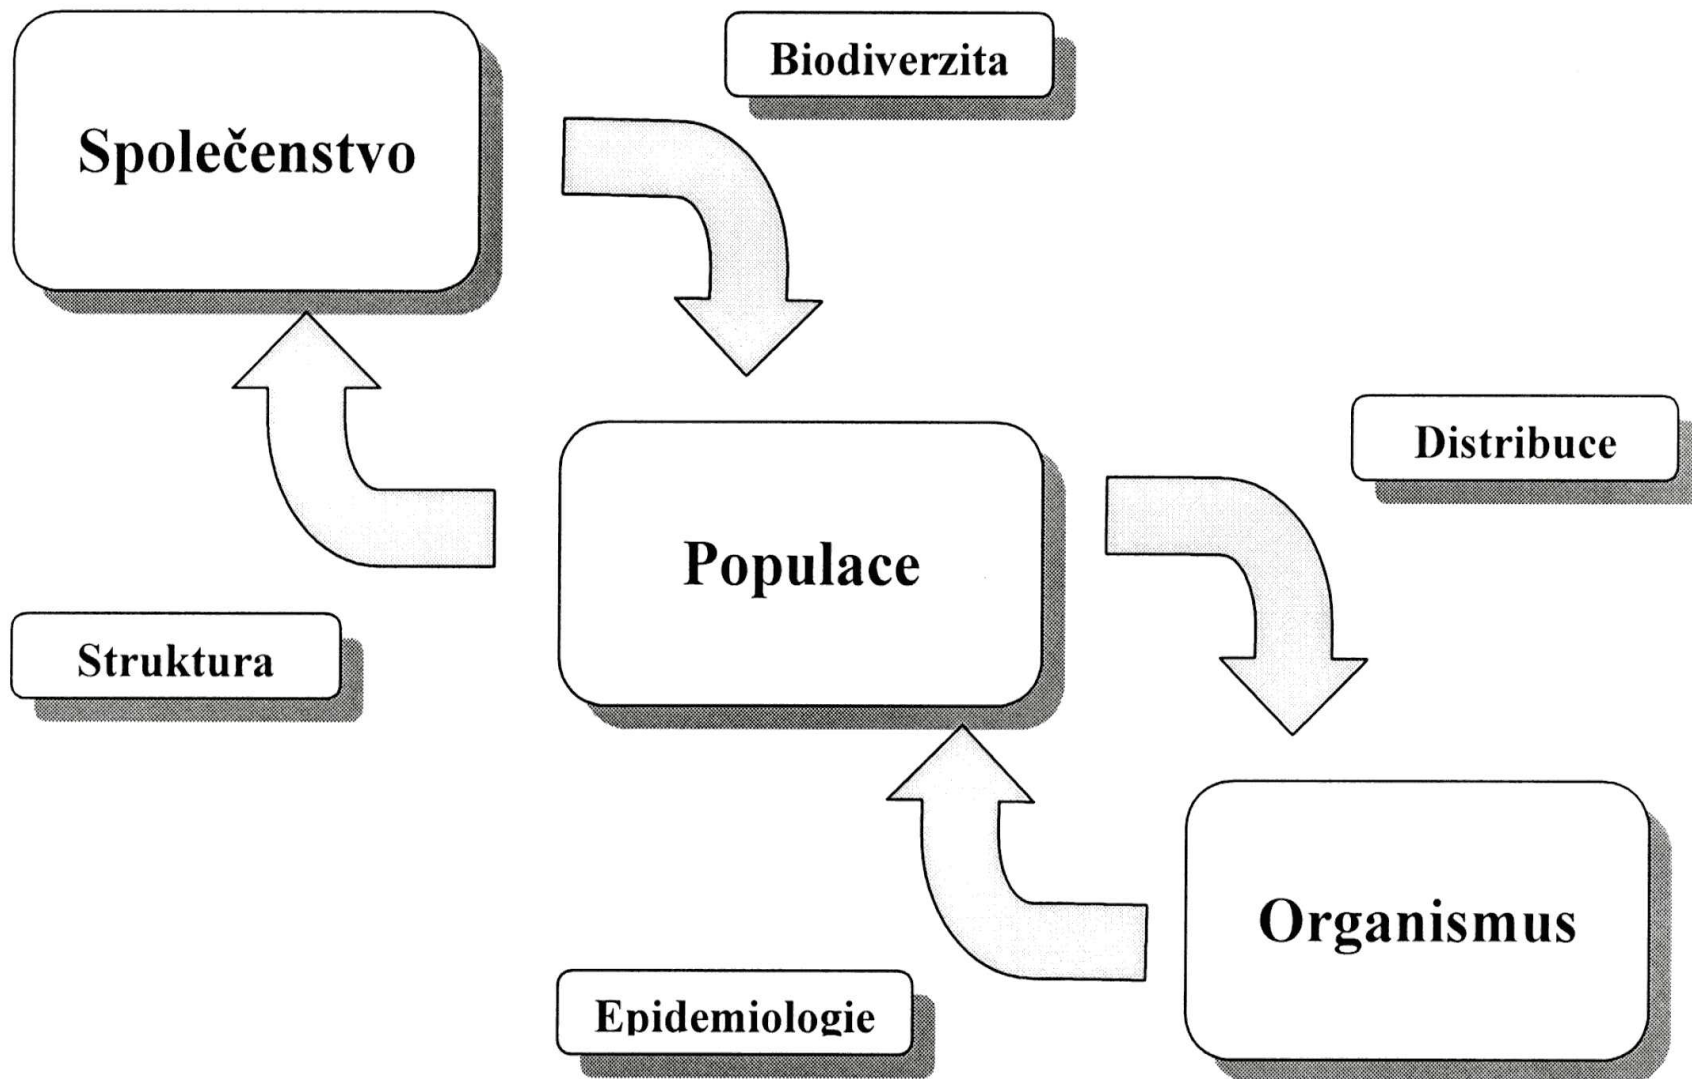 Biodiverzita
Společenstvo
Distribuce
Populace
Struktura
Organismus
Epidemiologie